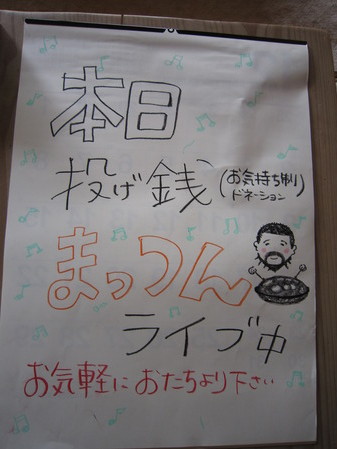 本日
投げ銭(お気持ち制)
ドネーション
まっつん
ライブ中
お気軽におたちより下さい